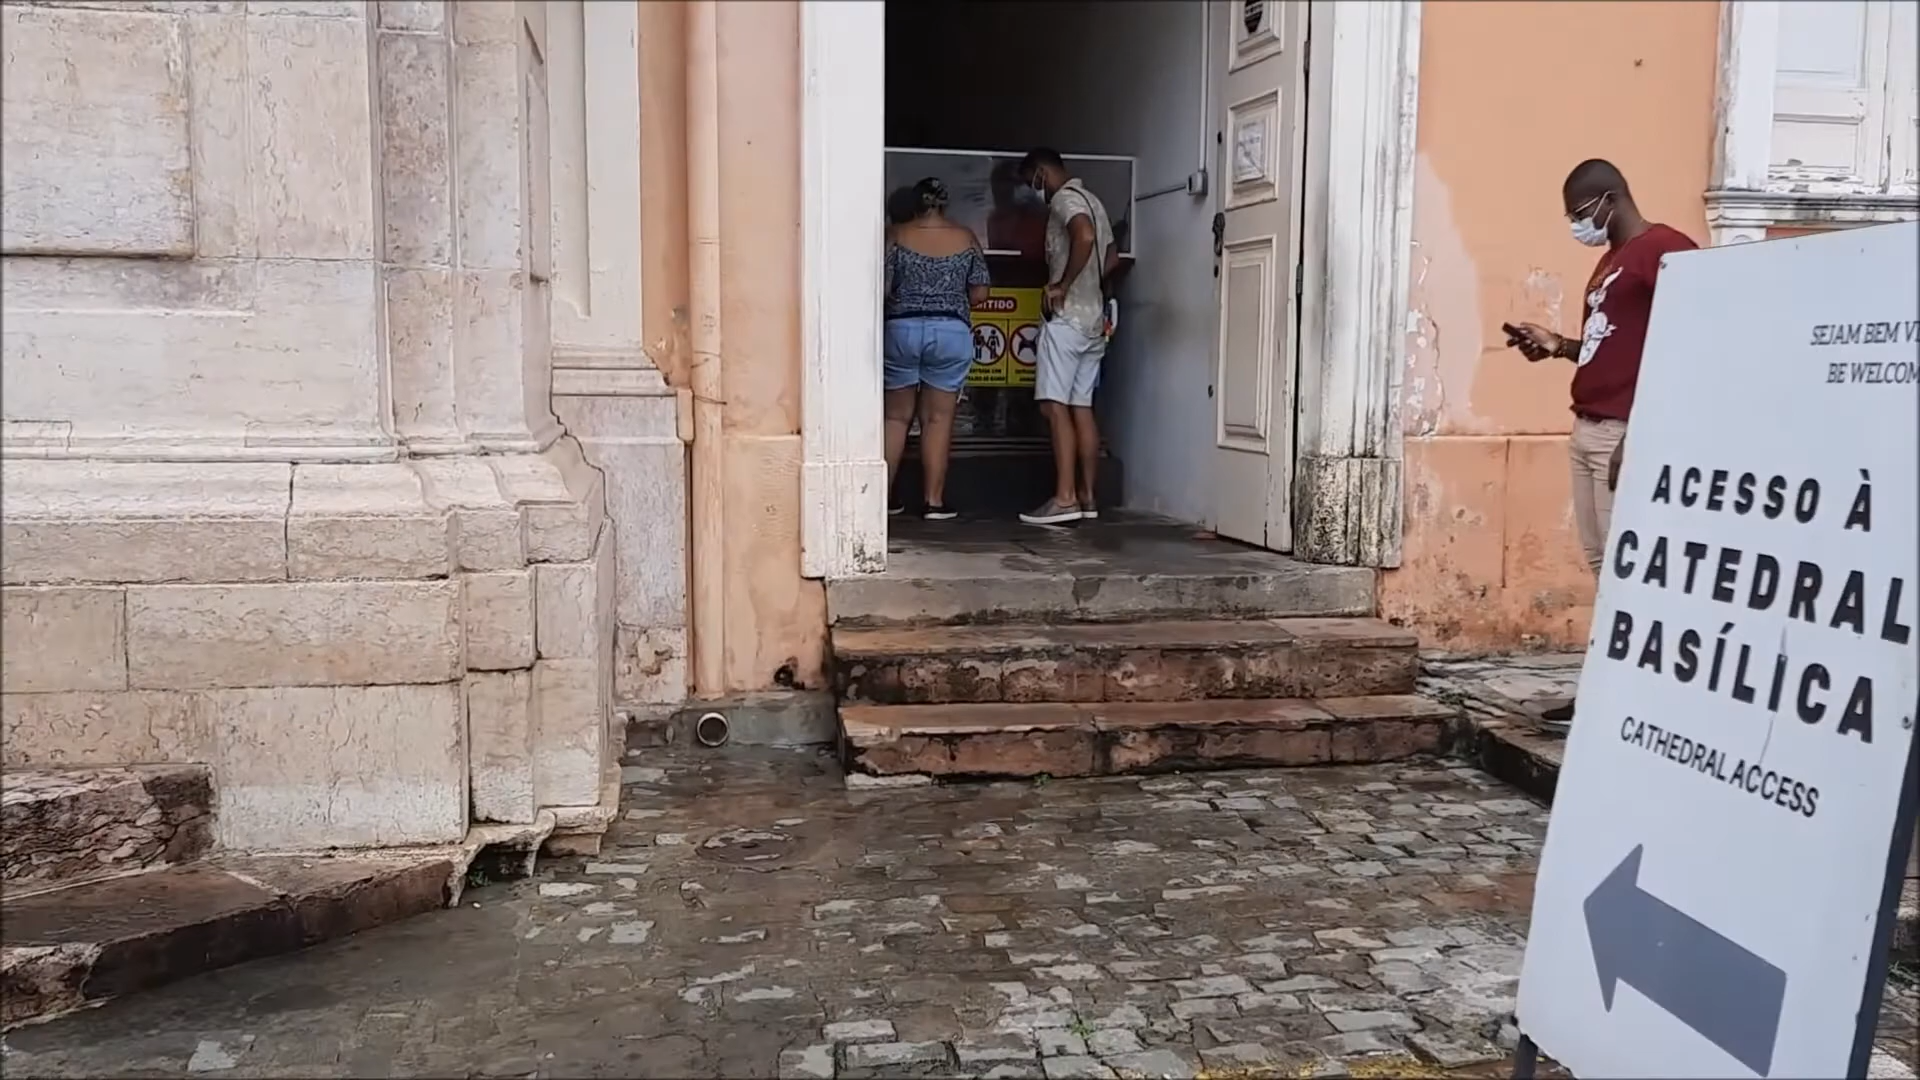 SEJAM BEM V
BE WELCOM
ACESSO À
CATEDRAL
BASÍLICA
CATHEDRAL ACCESS
ITIDO